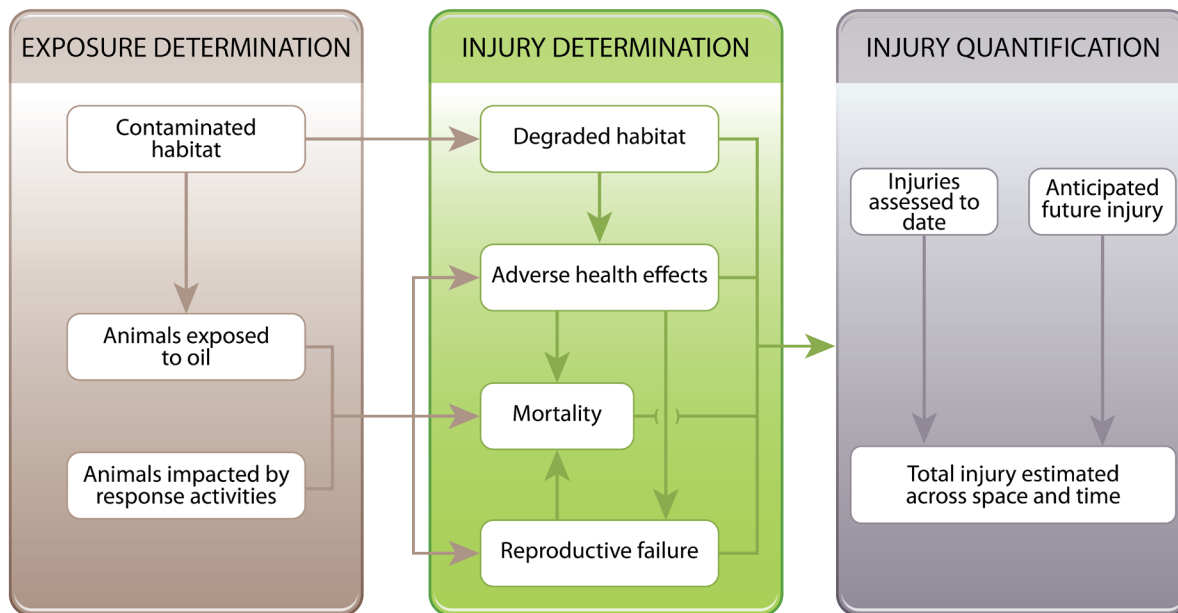 EXPOSURE DETERMINATION
Contaminated
habitat
Animals exposed
to oil
Animals impacted by
response activities
INJURY DETERMINATION
Degraded habitat
Adverse health effects
Mortality
Reproductive failure
INJURY QUANTIFICATION
Injuries
assessed to
date
Anticipated
future injury
Total injury estimated
across space and time